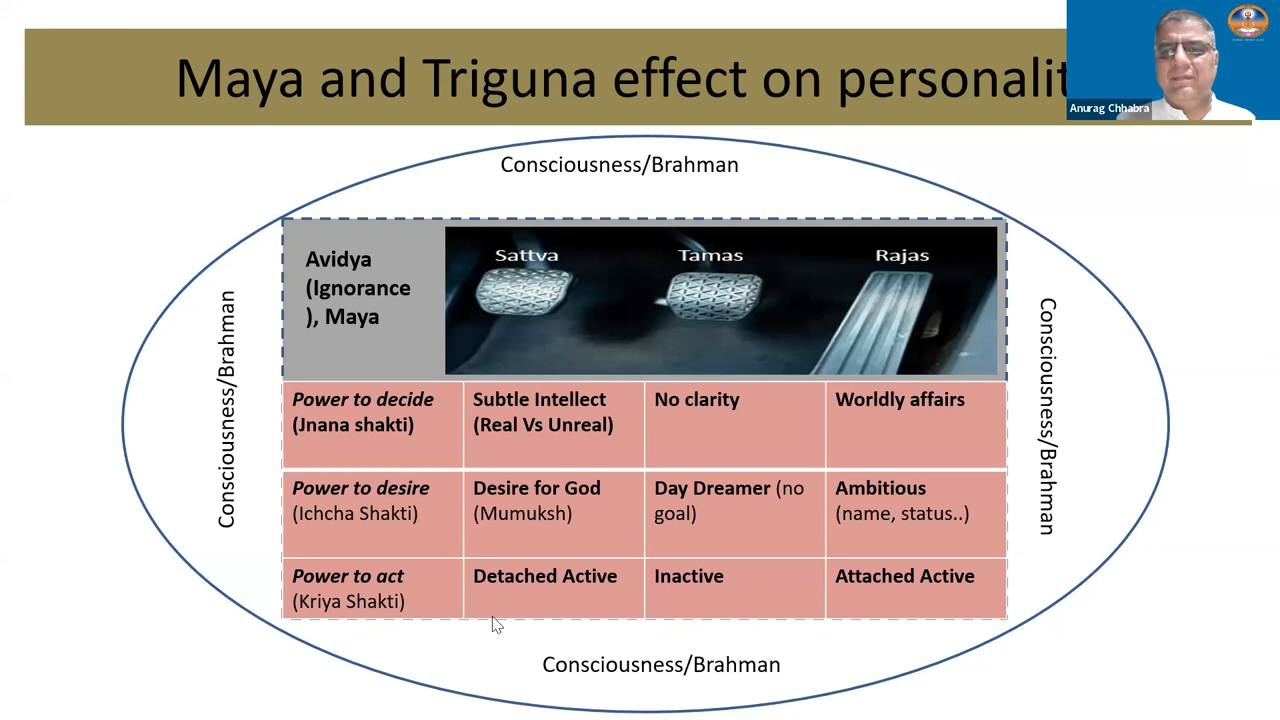 Maya and Triguna effect on personalit
Anurag Chhabra
Consciousness/Brahman
Consciousness/Brahman
Consciousness/Brahman
Avidya
(Ignorance
), Maya
Sattva
Tamas
Rajas
Power to decide
(Jnana shakti)
Subtle Intellect
(Real Vs Unreal)
No clarity
Worldly affairs
Power to desire
(Ichcha Shakti)
Desire for God
(Mumuksh)
Day Dreamer (no
goal)
Ambitious
(name, status..)
Power to act
(Kriya Shakti)
Detached Active
Inactive
Attached Active
Consciousness/Brahman